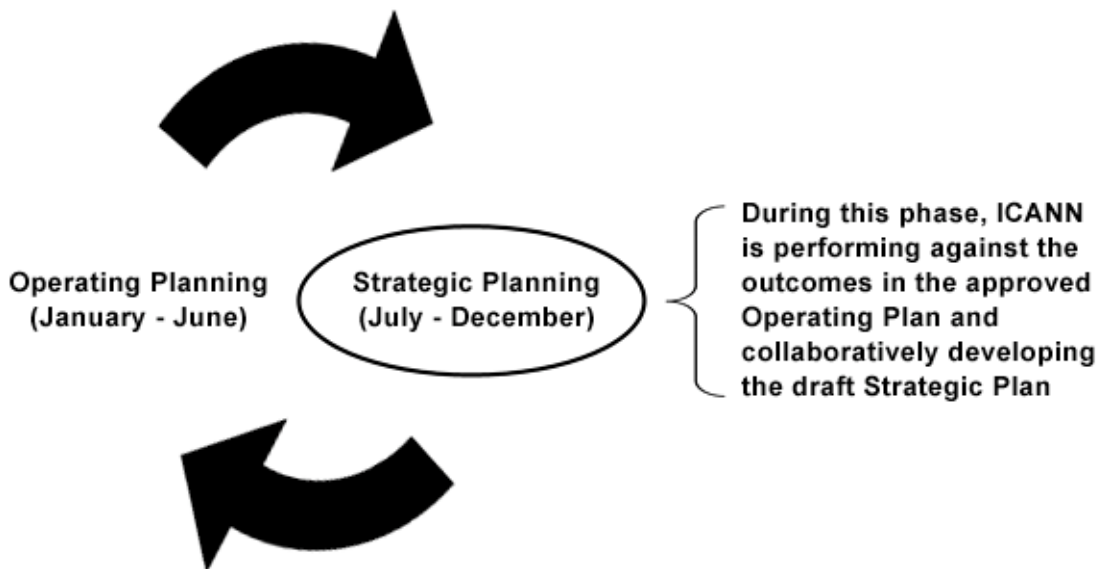 Operating Planning
(January - June)
Strategic Planning
(July - December)
During this phase, ICANN
is performing against the
outcomes in the approved
Operating Plan and
collaboratively developing
the draft Strategic Plan